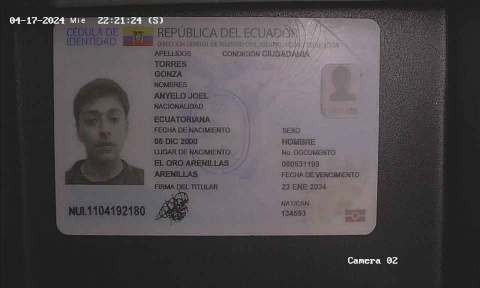 04-17-2024 Mie 22:21:24 (S)
CÉDULA DE
IDENTIDAD
REPÚBLICA DEL ECUADOR
DIRECCIÓN GENERAL DE REGISTRO CIVIL, IDENTIFICACIÓN Y CEDULACIÓN
APELLIDOS CONDICIÓN CIUDADANÍA
TORRES
GONZA
NOMBRES
ANYELO JOEL
NACIONALIDAD
ECUATORIANA
FECHA DE NACIMIENTO SEXO
05 DIC 2000 HOMBRE
LUGAR DE NACIMIENTO No. DOCUMENTO
EL ORO ARENILLAS 080531199
ARENILLAS FECHA DE VENCIMIENTO
FIRMA DEL TITULAR 23 ENE 2034
NAT/CAN
NUI.1104192180 134593
Camera 02